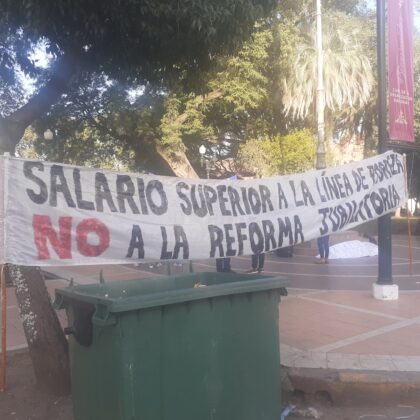 SALARIO SUPERIOR A LA LÍNEA DE POBREZA
NO A LA REFORMA JUBILATORIA